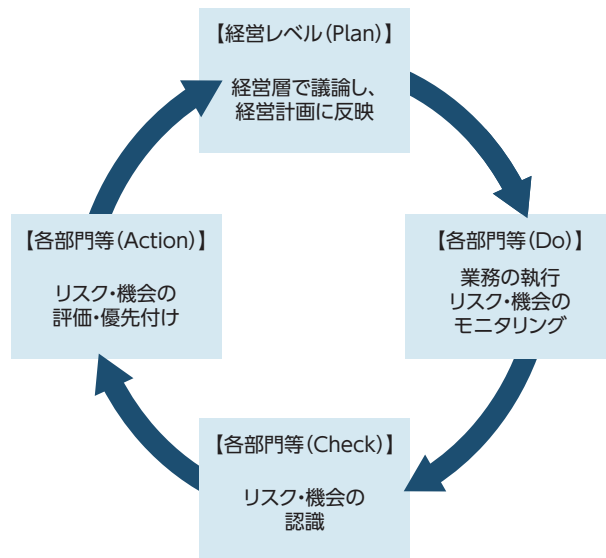 【経営レベル(Plan)】
経営層で議論し、
経営計画に反映
【各部門等(Do)】
業務の執行
リスク・機会の
モニタリング
【各部門等(Check)】
リスク・機会の
認識
【各部門等(Action)】
リスク・機会の
評価・優先付け